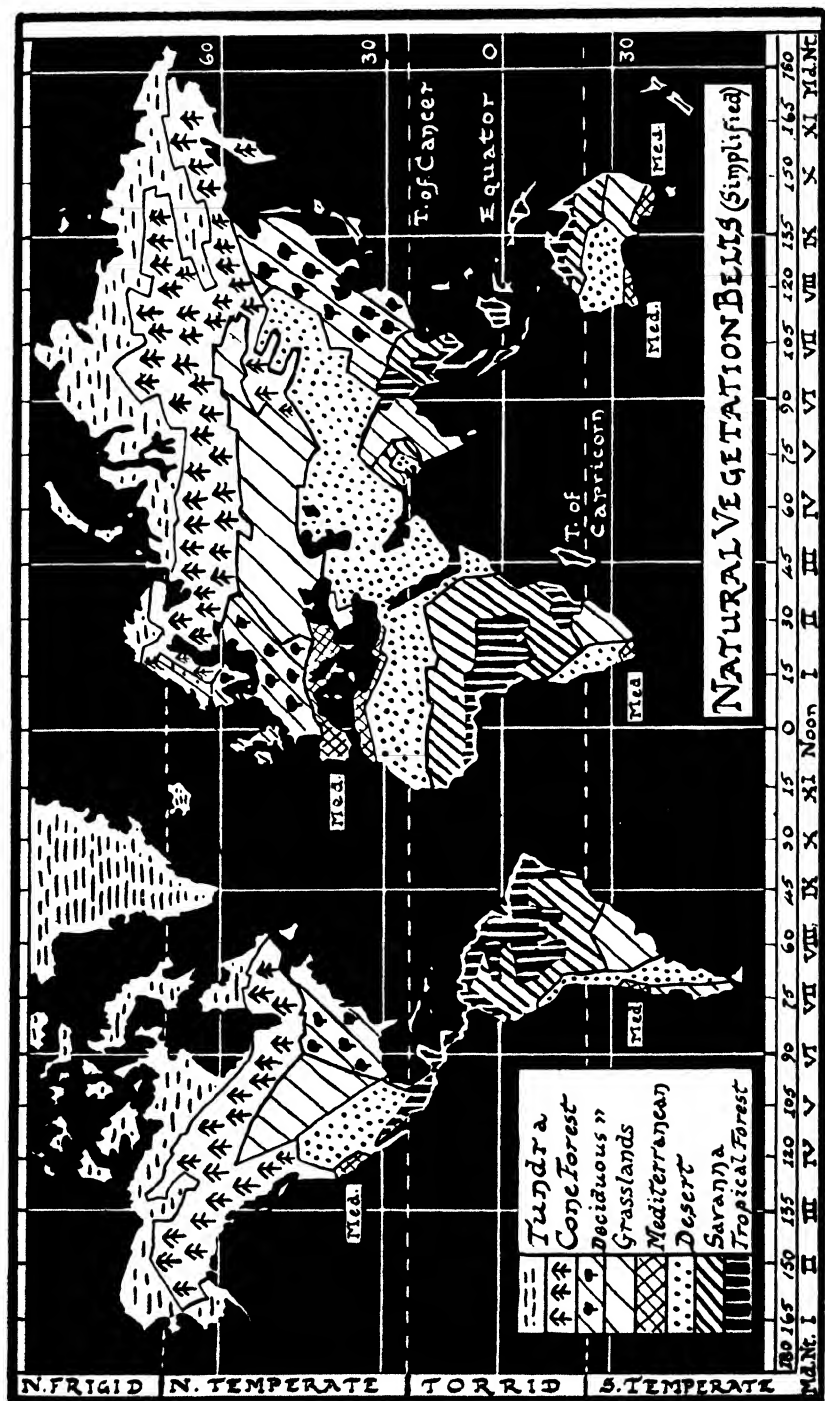 NATURAL VEGETATION BELTS (Simplified)
N. FRIGID
N. TEMPERATE
TORRID
S. TEMPERATE
60
30
0
30
T. of Cancer
Equator
T. of
Capricorn
Med.
Med.
Med
Med
Med.
Med
Tundra
Cone Forest
Deciduous "
Grasslands
Mediterranean
Desert
Savanna
Tropical Forest
180 165 150 135 120 105 90 75 60 45 90 15 0 15 30 45 60 75 90 105 120 135 150 165 180
Md.Nt. I II III IV V VI VII VIII IX X XI Noon I II III IV V VI VII VIII IX X XI Md.Nt.